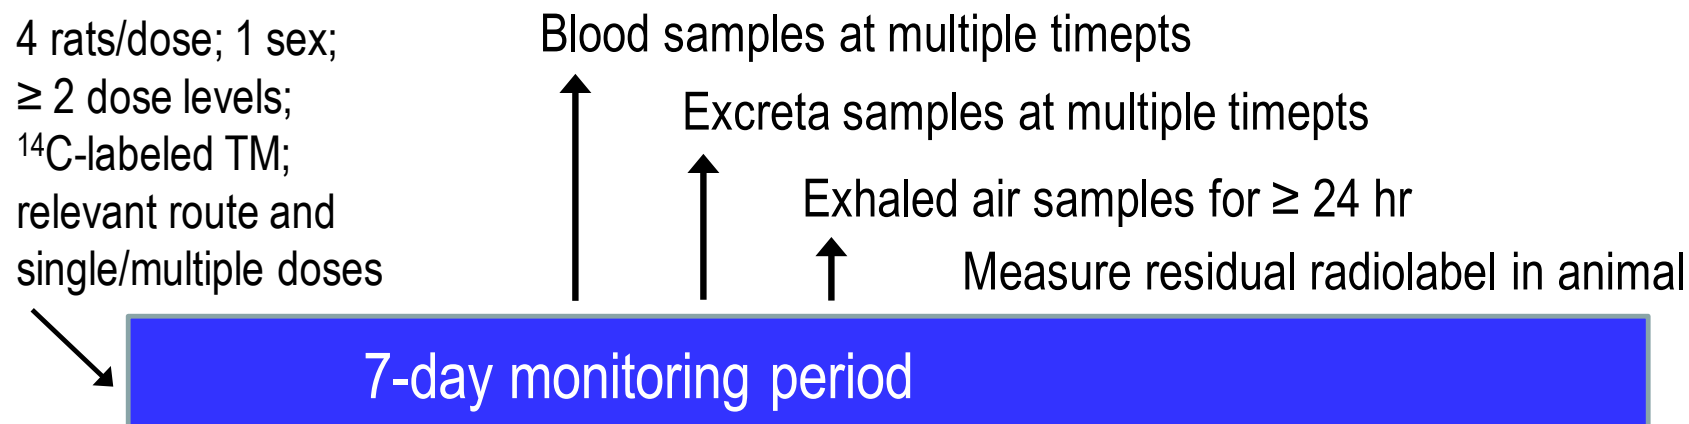 4 rats/dose; 1 sex;
≥ 2 dose levels;
¹⁴C-labeled TM;
relevant route and
single/multiple doses
Blood samples at multiple timepts
Excreta samples at multiple timepts
Exhaled air samples for ≥ 24 hr
Measure residual radiolabel in animal
7-day monitoring period